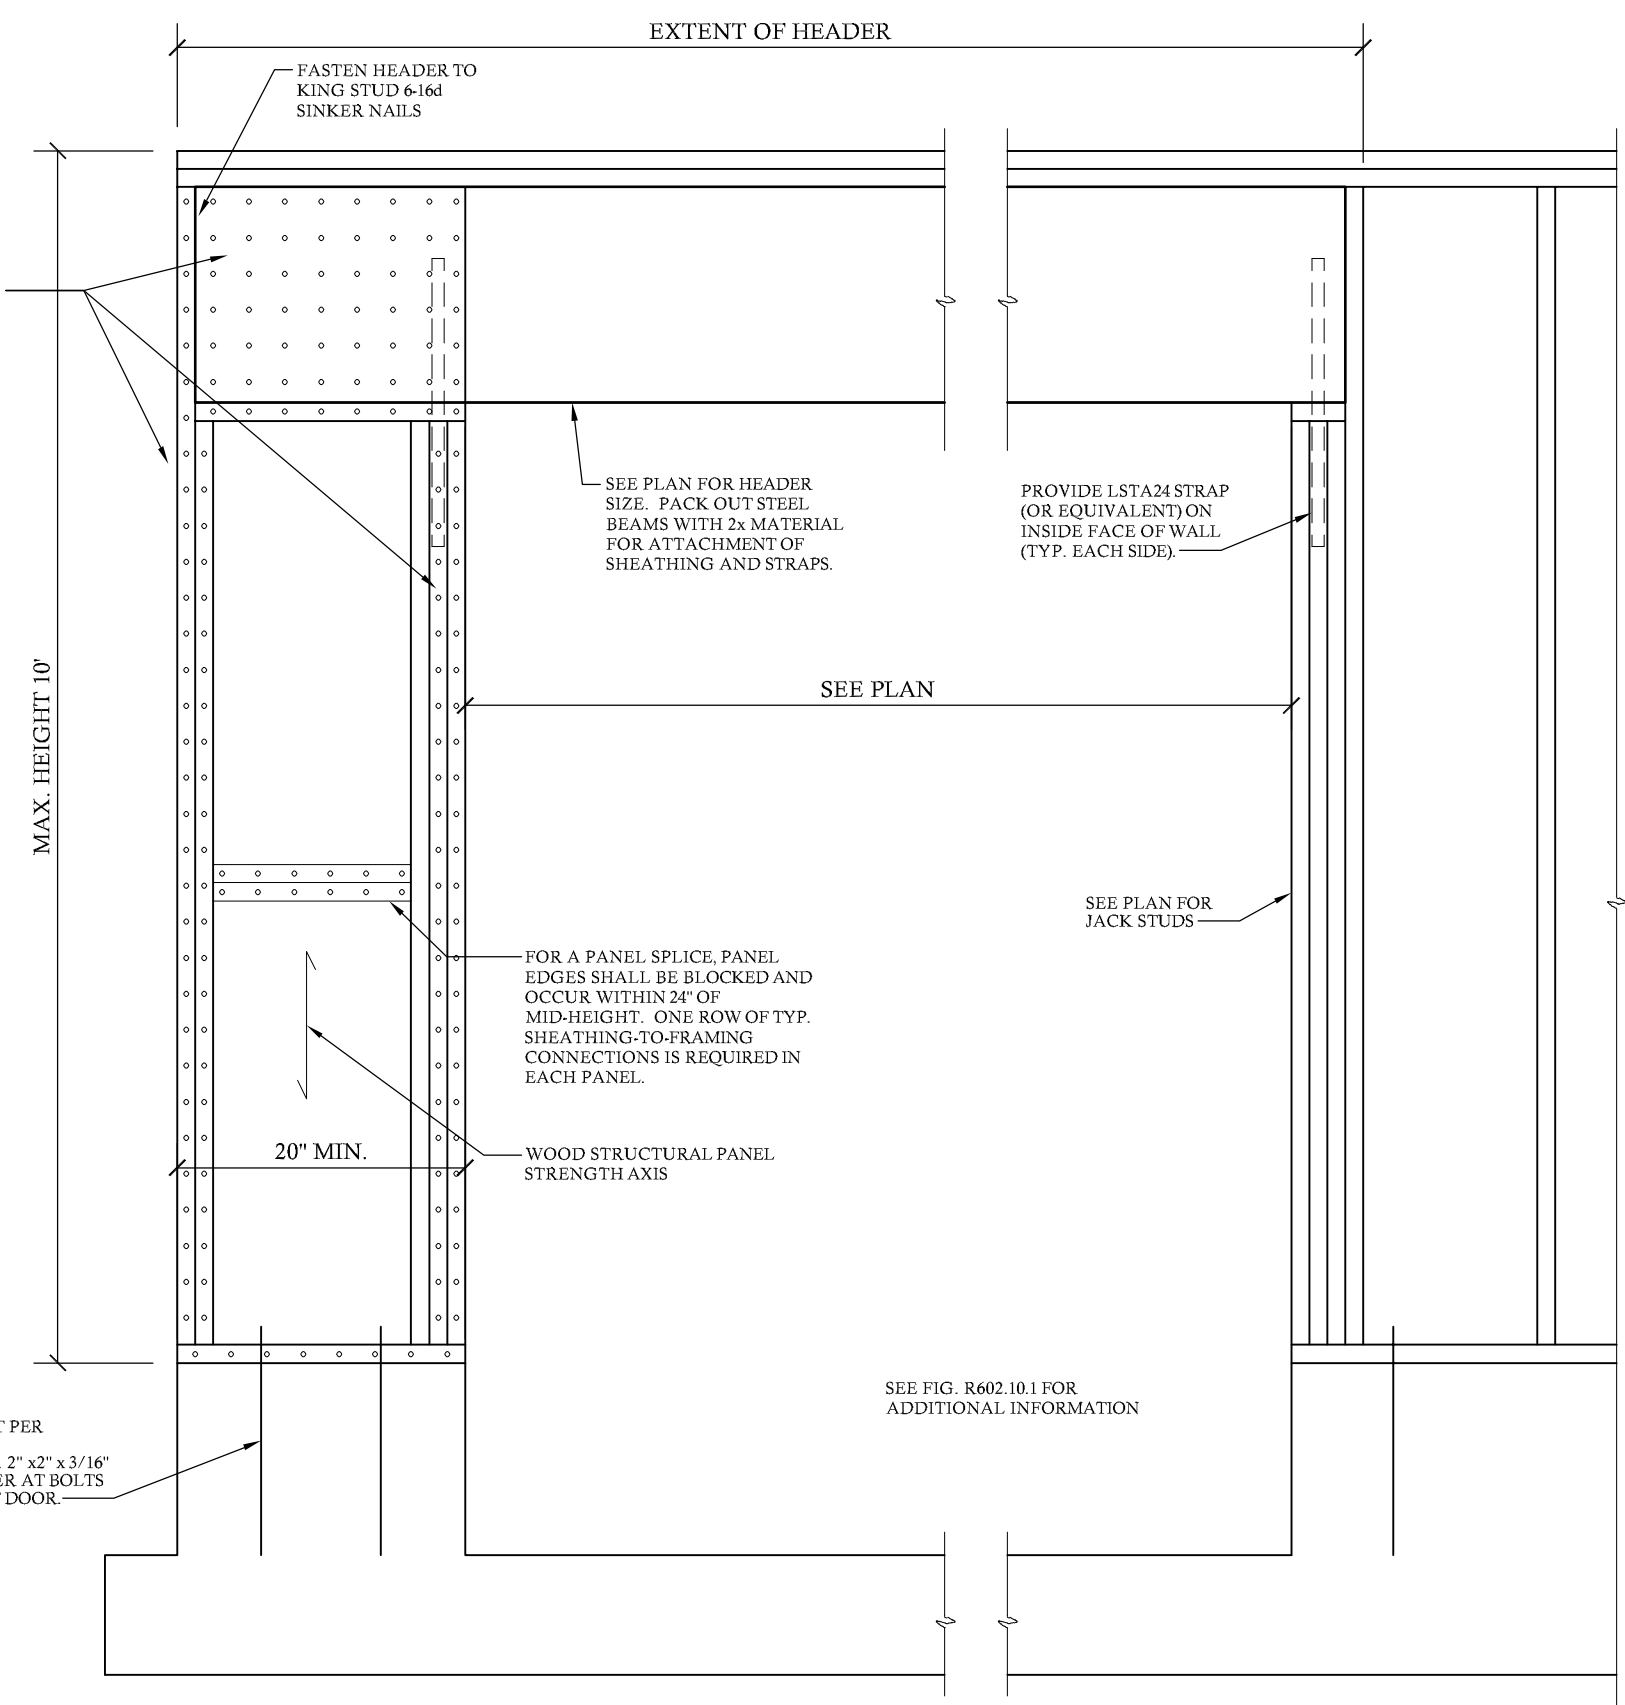 EXTENT OF HEADER
FASTEN HEADER TO
KING STUD 6-16d
SINKER NAILS
SEE PLAN FOR HEADER
SIZE. PACK OUT STEEL
BEAMS WITH 2x MATERIAL
FOR ATTACHMENT OF
SHEATHING AND STRAPS.
PROVIDE LSTA24 STRAP
(OR EQUIVALENT) ON
INSIDE FACE OF WALL
(TYP. EACH SIDE).
MAX. HEIGHT 10'
SEE PLAN
SEE PLAN FOR
JACK STUDS
FOR A PANEL SPLICE, PANEL
EDGES SHALL BE BLOCKED AND
OCCUR WITHIN 24" OF
MID-HEIGHT. ONE ROW OF TYP.
SHEATHING-TO-FRAMING
CONNECTIONS IS REQUIRED IN
EACH PANEL.
20" MIN.
WOOD STRUCTURAL PANEL
STRENGTH AXIS
SEE FIG. R602.10.1 FOR
ADDITIONAL INFORMATION
PER
2" x2" x 3/16"
AT BOLTS
DOOR.